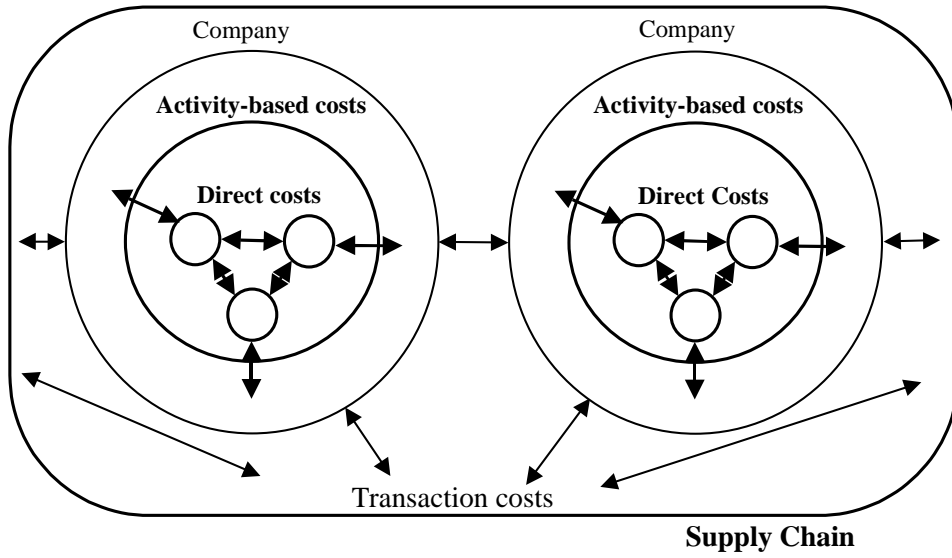 Company
Company
Activity-based costs
Activity-based costs
Direct costs
Direct Costs
Transaction costs
Supply Chain